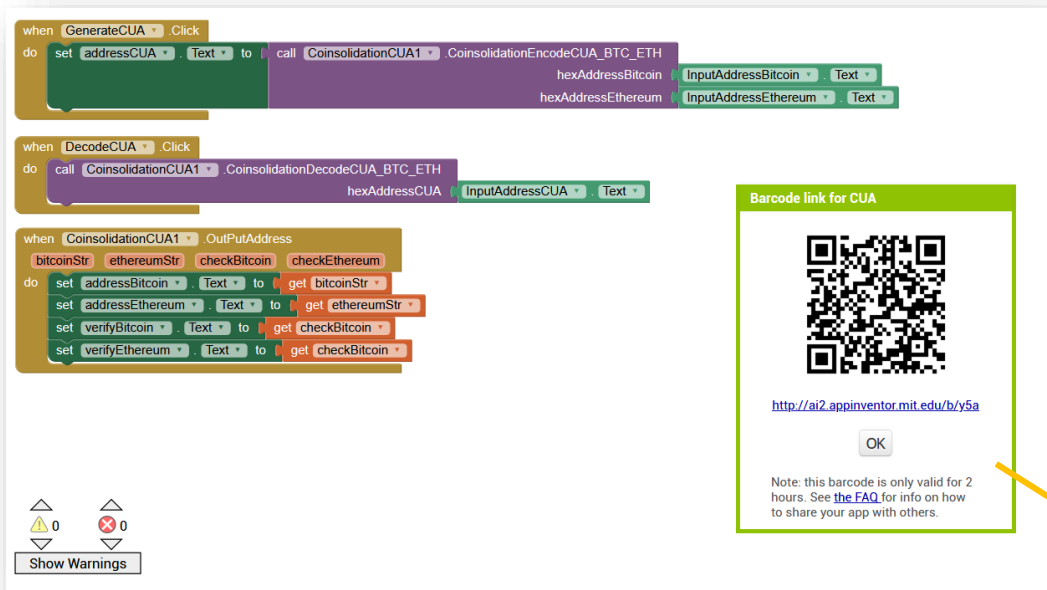 when GenerateCUA .Click
do set addressCUA . Text to call CoinsolidationCUA1 .CoinsolidationEncodeCUA_BTC_ETH
hexAddressBitcoin InputAddressBitcoin . Text
hexAddressEthereum InputAddressEthereum . Text
when DecodeCUA .Click
do call CoinsolidationCUA1 .CoinsolidationDecodeCUA_BTC_ETH
hexAddressCUA InputAddressCUA . Text
when CoinsolidationCUA1 .OutPutAddress
bitcoinStr ethereumStr checkBitcoin checkEthereum
do set addressBitcoin . Text to get bitcoinStr
set addressEthereum . Text to get ethereumStr
set verifyBitcoin . Text to get checkBitcoin
set verifyEthereum . Text to get checkBitcoin
Barcode link for CUA
http://ai2.appinventor.mit.edu/b/y5a
OK
Note: this barcode is only valid for 2
hours. See the FAQ for info on how
to share your app with others.
0 0
Show Warnings